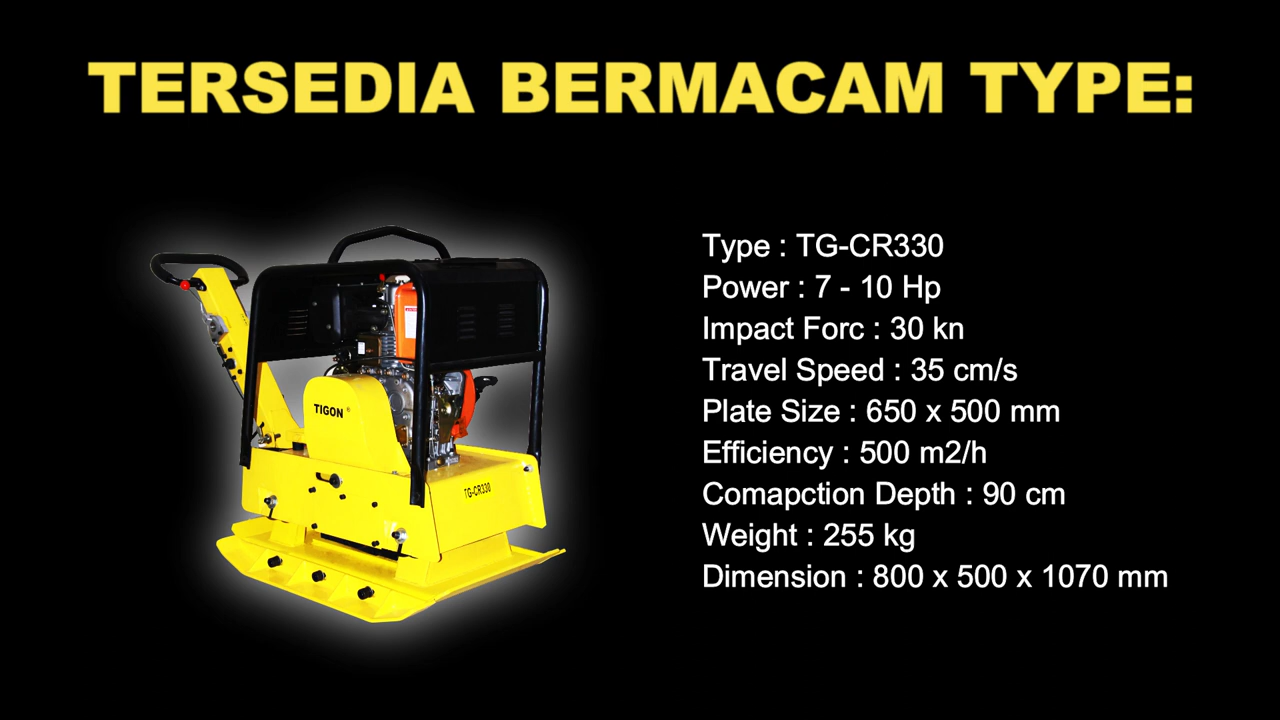 TERSEDIA BERMACAM TYPE:
Type : TG-CR330
Power : 7 - 10 Hp
Impact Forc : 30 kn
Travel Speed : 35 cm/s
Plate Size : 650 x 500 mm
Efficiency : 500 m2/h
Comapction Depth : 90 cm
Weight : 255 kg
Dimension : 800 x 500 x 1070 mm
TIGON ®
TG-CR330